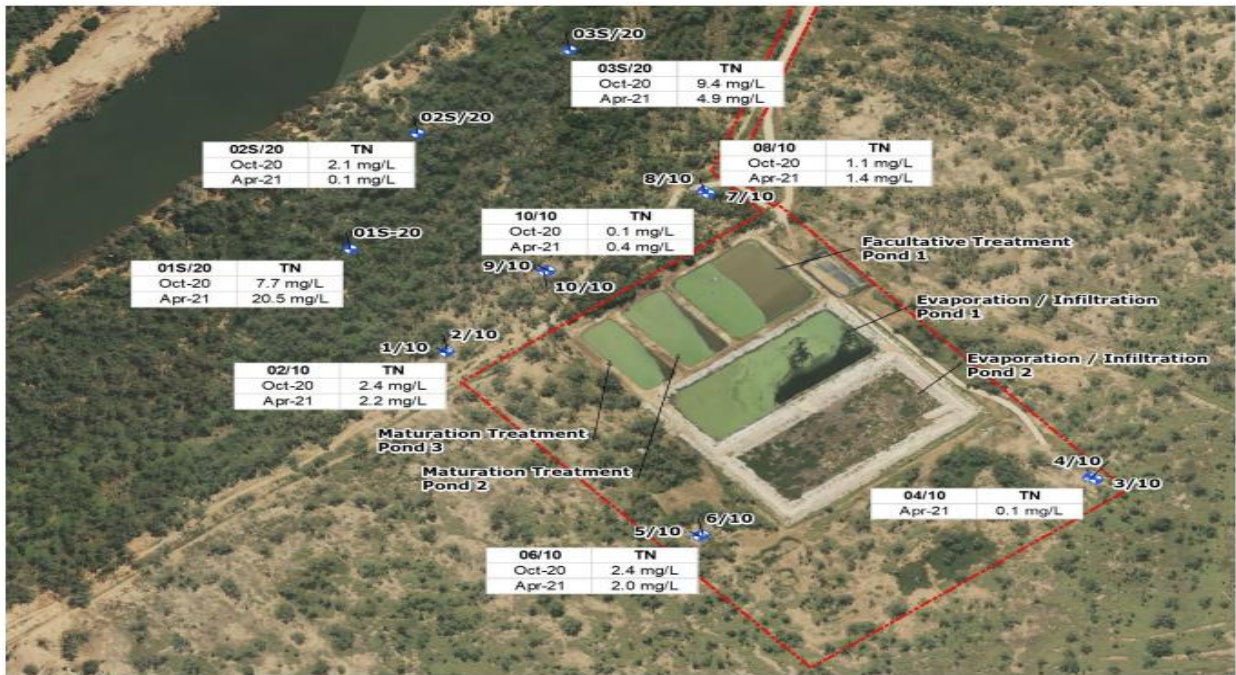 03S/20
03S/20 TN
Oct-20 9.4 mg/L
Apr-21 4.9 mg/L
02S/20
02S/20 TN
Oct-20 2.1 mg/L
Apr-21 0.1 mg/L
08/10 TN
Oct-20 1.1 mg/L
Apr-21 1.4 mg/L
8/10
7/10
10/10 TN
Oct-20 0.1 mg/L
Apr-21 0.4 mg/L
01S-20
01S/20 TN
Oct-20 7.7 mg/L
Apr-21 20.5 mg/L
9/10
10/10
Facultative Treatment
Pond 1
Evaporation / Infiltration
Pond 1
Evaporation / Infiltration
Pond 2
2/10
1/10
02/10 TN
Oct-20 2.4 mg/L
Apr-21 2.2 mg/L
Maturation Treatment
Pond 3
Maturation Treatment
Pond 2
4/10
3/10
04/10 TN
Apr-21 0.1 mg/L
6/10
5/10
06/10 TN
Oct-20 2.4 mg/L
Apr-21 2.0 mg/L